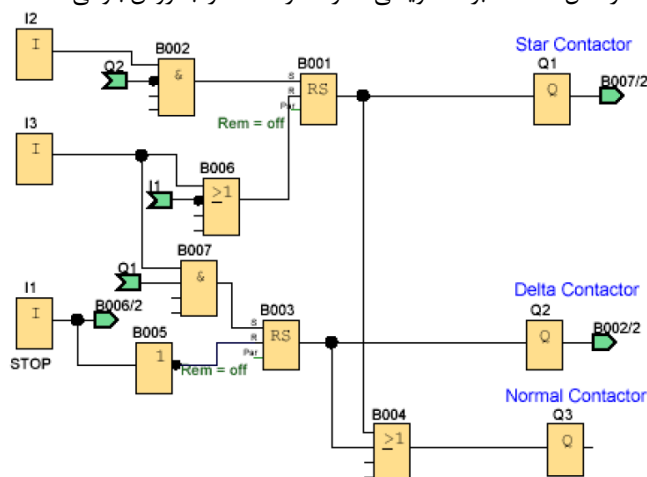 I2
I
Q2
B002
&
B001
S
R
Par
RS
Rem = off
Star Contactor
Q1
Q
B007/2
I3
I
I1
B006
≥1
Q1
B007
&
I1
I
B006/2
STOP
B005
1
B003
S
R
Par
RS
Rem = off
Delta Contactor
Q2
Q
B002/2
Normal Contactor
B004
≥1
Q3
Q